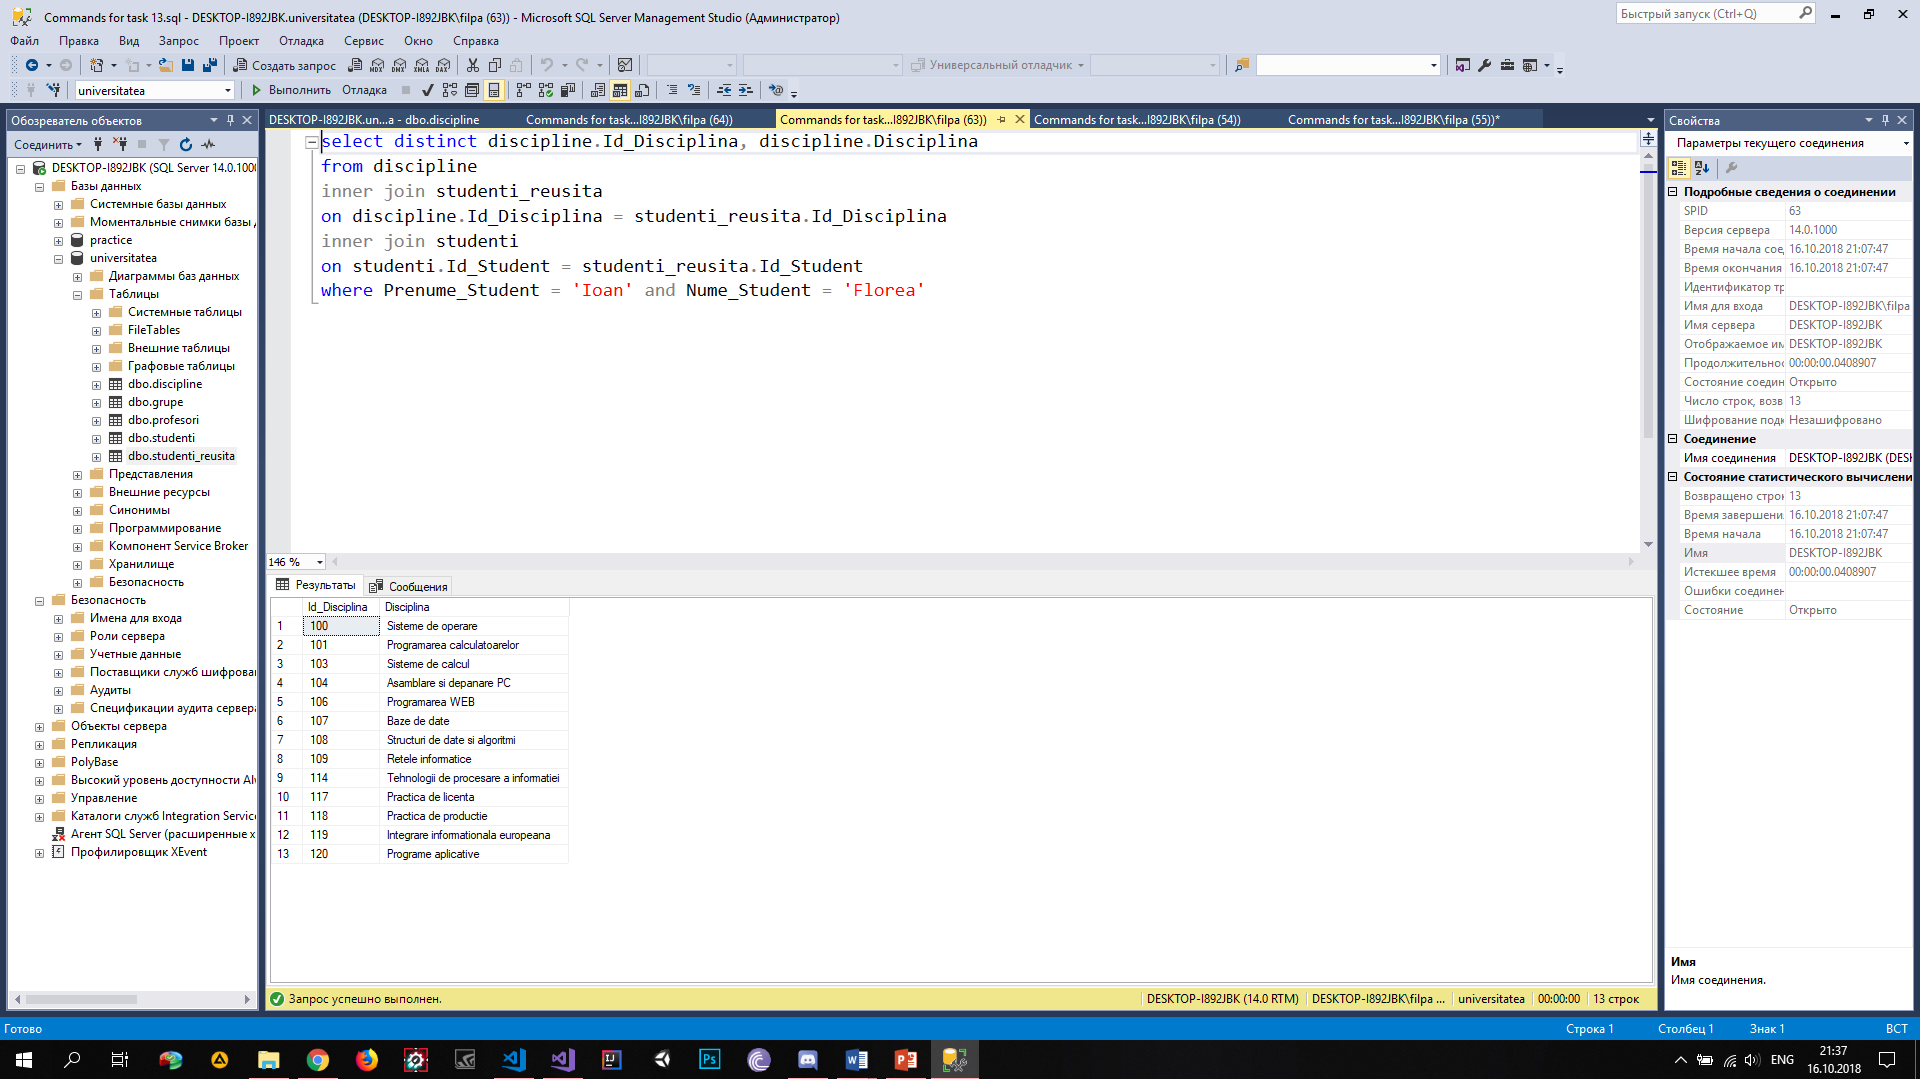 Commands for task 13.sql - DESKTOP-I892JBK.universitatea (DESKTOP-I892JBK\filpa (63)) - Microsoft SQL Server Management Studio (Администратор)
Быстрый запуск (Ctrl+Q)
Файл Правка Вид Запрос Проект Отладка Сервис Окно Справка
Создать запрос
Универсальный отладчик
universitatea
Выполнить Отладка
Обозреватель объектов
Соединить
DESKTOP-I892JBK (SQL Server 14.0.1000
Базы данных
Системные базы данных
Моментальные снимки базы
practice
universitatea
Диаграммы баз данных
Таблицы
Системные таблицы
FileTables
Внешние таблицы
Графовые таблицы
dbo.discipline
dbo.grupe
dbo.profesori
dbo.studenti
dbo.studenti_reusita
Представления
Внешние ресурсы
Синонимы
Программирование
Компонент Service Broker
Хранилище
Безопасность
Безопасность
Имена для входа
Роли сервера
Учетные данные
Поставщики служб шифрова
Аудиты
Спецификации аудита сервер
Объекты сервера
Репликация
PolyBase
Высокий уровень доступности Al
Управление
Каталоги служб Integration Service
Агент SQL Server (расширенные х
Профилировщик XEvent
DESKTOP-I892JBK.un...a - dbo.discipline
Commands for task...I892JBK\filpa (64))
Commands for task...I892JBK\filpa (63))
Commands for task...I892JBK\filpa (54))
Commands for task...I892JBK\filpa (55))*
select distinct discipline.Id_Disciplina, discipline.Disciplina
from discipline
inner join studenti_reusita
on discipline.Id_Disciplina = studenti_reusita.Id_Disciplina
inner join studenti
on studenti.Id_Student = studenti_reusita.Id_Student
where Prenume_Student = 'Ioan' and Nume_Student = 'Florea'
146 %
Результаты Сообщения
Id_Disciplina Disciplina
1 100 Sisteme de operare
2 101 Programarea calculatoarelor
3 103 Sisteme de calcul
4 104 Asamblare si depanare PC
5 106 Programarea WEB
6 107 Baze de date
7 108 Structuri de date si algoritmi
8 109 Retele informatice
9 114 Tehnologii de procesare a informatiei
10 117 Practica de licenta
11 118 Practica de productie
12 119 Integrare informationala europeana
13 120 Programe aplicative
Запрос успешно выполнен.
DESKTOP-I892JBK (14.0 RTM) DESKTOP-I892JBK\filpa ... universitatea 00:00:00 13 строк
Свойства
Параметры текущего соединения
Подробные сведения о соединении
SPID 63
Версия сервера 14.0.1000
Время начала сое 16.10.2018 21:07:47
Время окончания 16.10.2018 21:07:47
Идентификатор тр
Имя для входа DESKTOP-I892JBK\filpa
Имя сервера DESKTOP-I892JBK
Отображаемое им DESKTOP-I892JBK
Продолжительнос 00:00:00.0408907
Состояние соедин Открыто
Число строк, возв 13
Шифрование подк Незашифровано
Соединение
Имя соединения DESKTOP-I892JBK (DESK
Состояние статистического вычислени
Возвращено строк 13
Время завершени 16.10.2018 21:07:47
Время начала 16.10.2018 21:07:47
Имя DESKTOP-I892JBK
Истекшее время 00:00:00.0408907
Ошибки соединен
Состояние Открыто
Имя
Имя соединения.
Готово Строка 1 Столбец 1 Знак 1 ВСТ
ENG
21:37
16.10.2018